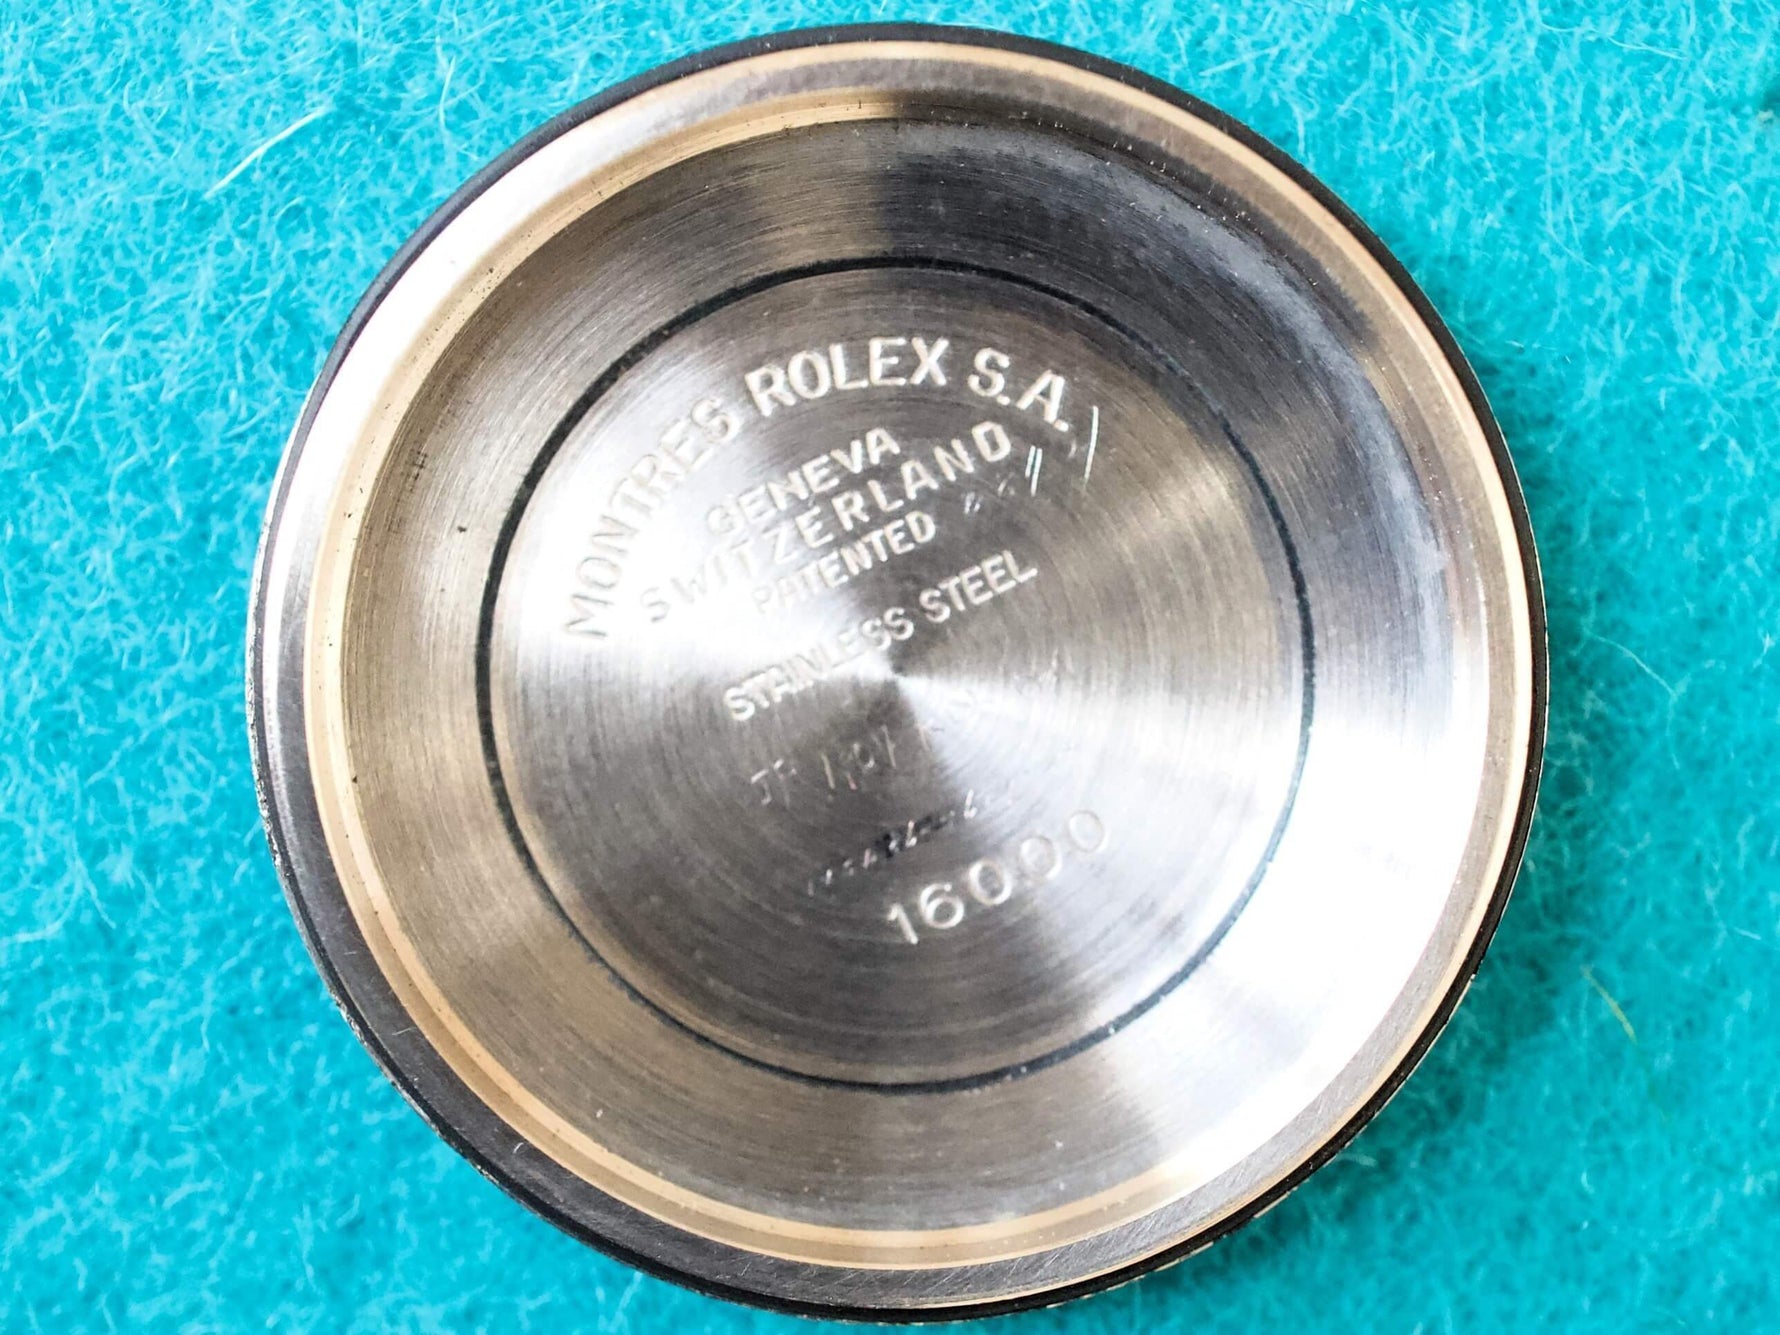 MONTRES ROLEX S.A.
GENEVA
SWITZERLAND
PATENTED
STAINLESS STEEL
16000